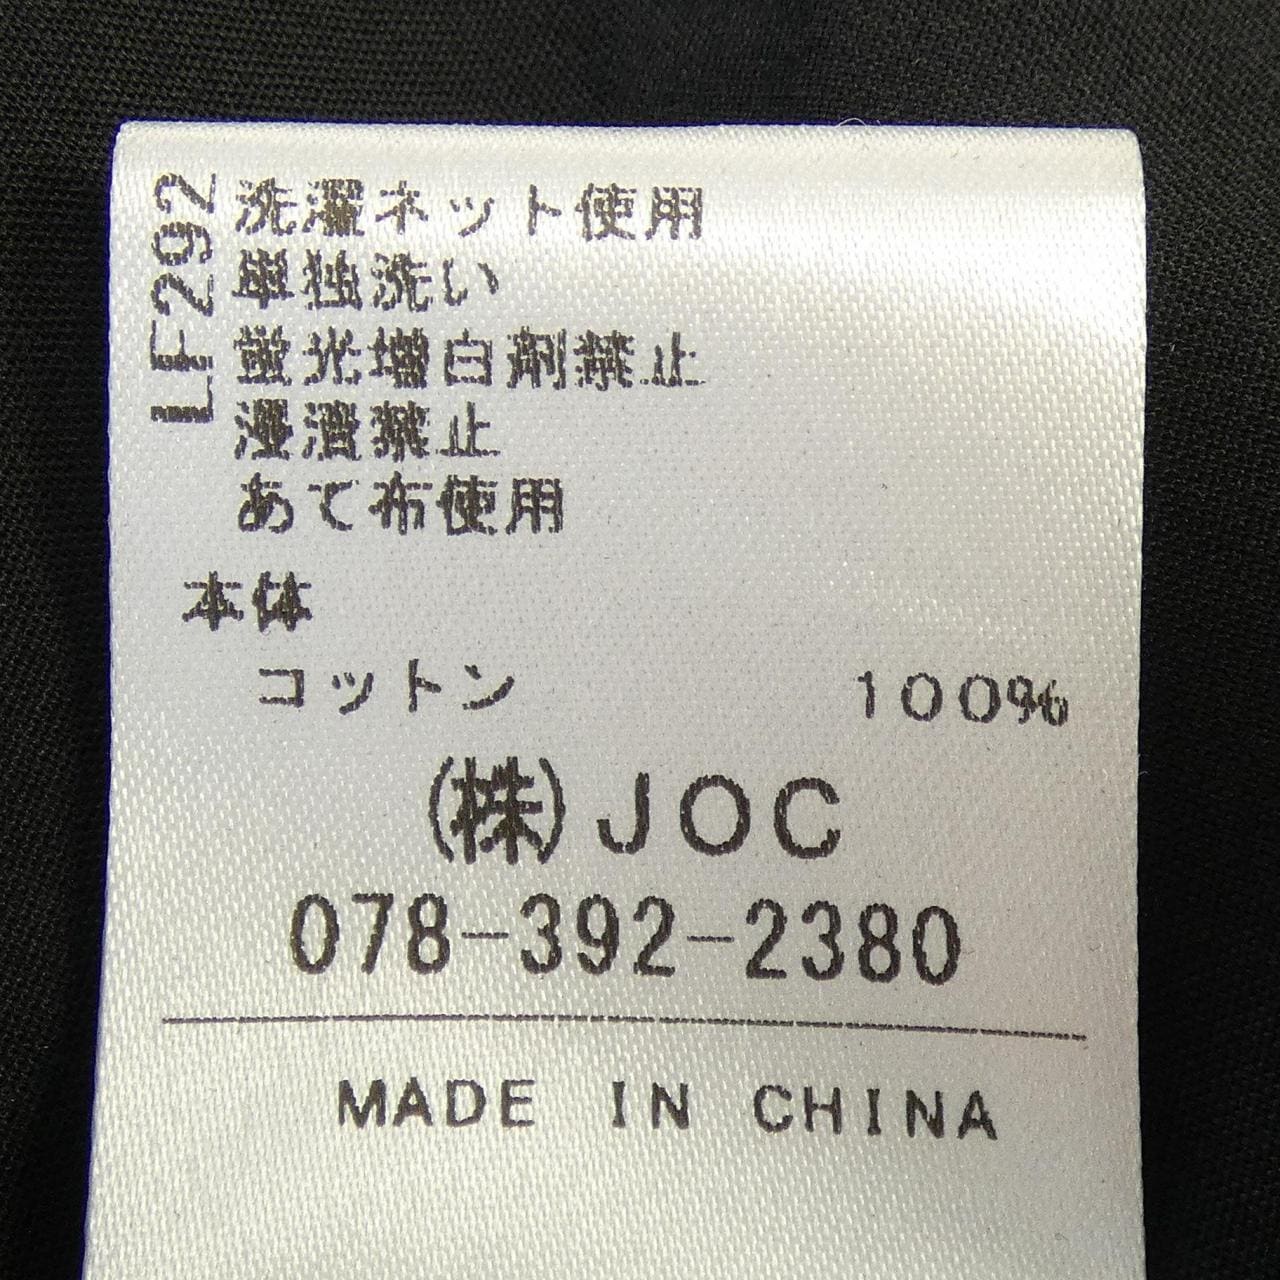 LF292
洗濯ネット使用
単独洗い
蛍光増白剤禁止
浸漬禁止
あて布使用
本体
コットン 100%
(株)JOC
078-392-2380
MADE IN CHINA